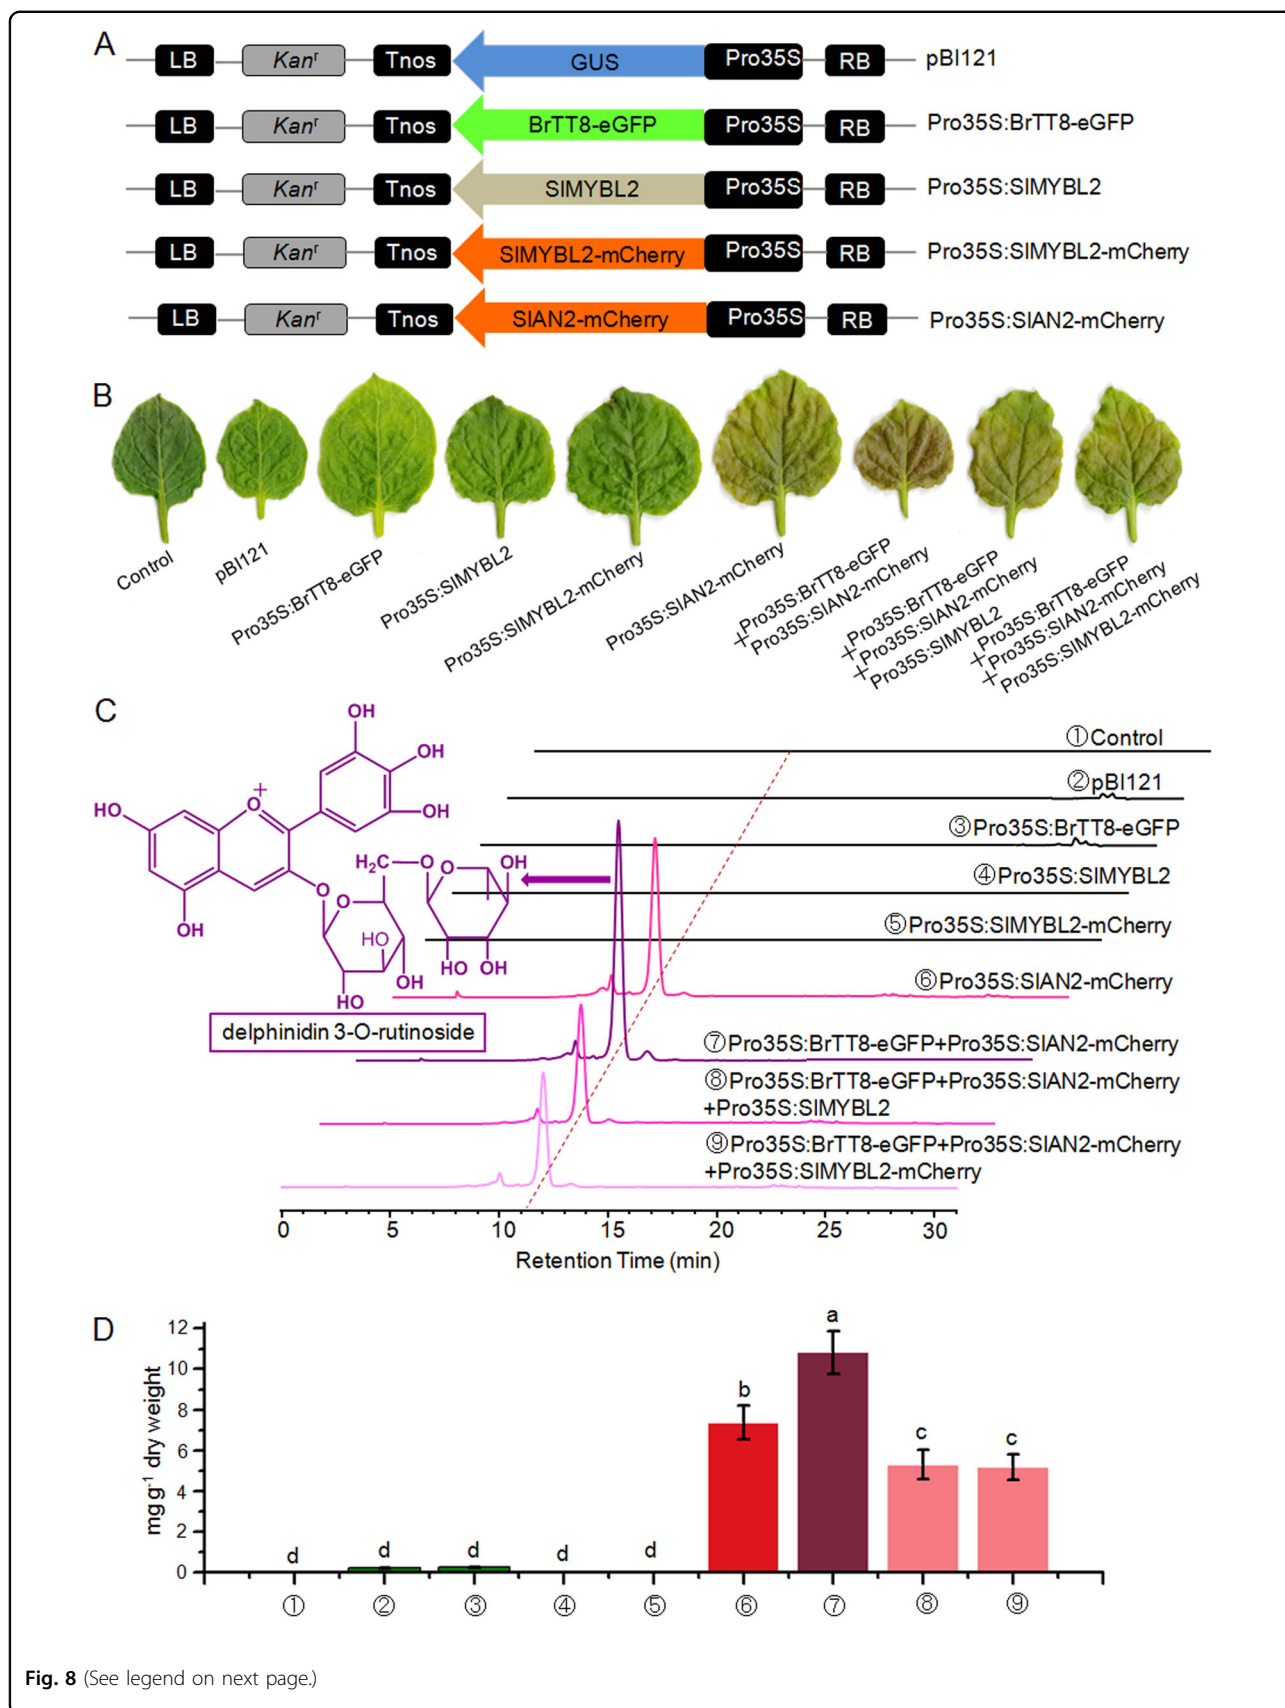 A
LB Kanr Tnos GUS Pro35S RB pBI121
LB Kanr Tnos BrTT8-eGFP Pro35S RB Pro35S:BrTT8-eGFP
LB Kanr Tnos SlMYBL2 Pro35S RB Pro35S:SlMYBL2
LB Kanr Tnos SlMYBL2-mCherry Pro35S RB Pro35S:SlMYBL2-mCherry
LB Kanr Tnos SlAN2-mCherry Pro35S RB Pro35S:SlAN2-mCherry
B
Control
pBI121
Pro35S:BrTT8-eGFP
Pro35S:SlMYBL2
Pro35S:SlMYBL2-mCherry
Pro35S:SlAN2-mCherry
Pro35S:BrTT8-eGFP
+Pro35S:SlAN2-mCherry
Pro35S:BrTT8-eGFP
+Pro35S:SlAN2-mCherry
+Pro35S:SlMYBL2
Pro35S:BrTT8-eGFP
+Pro35S:SlAN2-mCherry
+Pro35S:SlMYBL2-mCherry
C
OH
OH
OH
HO
O+
OH
O
O
HO
HO
OH
HO
H2C
O
O
OH
HO
OH
delphinidin 3-O-rutinoside
①Control
②pBI121
③Pro35S:BrTT8-eGFP
④Pro35S:SlMYBL2
⑤Pro35S:SlMYBL2-mCherry
⑥Pro35S:SlAN2-mCherry
⑦Pro35S:BrTT8-eGFP+Pro35S:SlAN2-mCherry
⑧Pro35S:BrTT8-eGFP+Pro35S:SlAN2-mCherry
+Pro35S:SlMYBL2
⑨Pro35S:BrTT8-eGFP+Pro35S:SlAN2-mCherry
+Pro35S:SlMYBL2-mCherry
0 5 10 15 20 25 30
Retention Time (min)
D
mg g-1 dry weight
12
10
8
6
4
2
0
d d d d d b a c c
① ② ③ ④ ⑤ ⑥ ⑦ ⑧ ⑨
Fig. 8 (See legend on next page.)